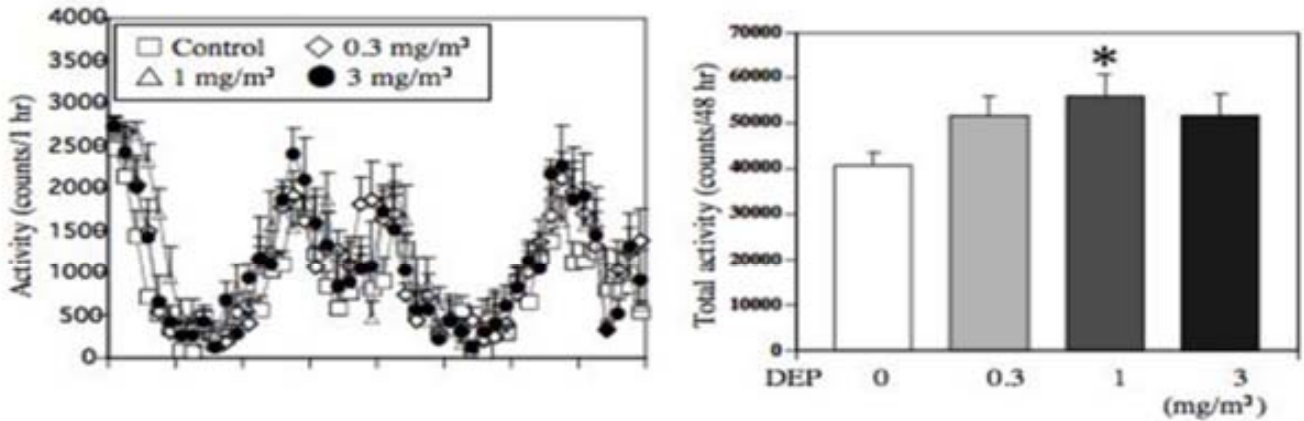 4000
3500
3000
2500
2000
1500
1000
500
0
Activity (counts/1 hr)
Control
0.3 mg/m³
1 mg/m³
3 mg/m³
70000
60000
50000
40000
30000
20000
10000
0
Total activity (counts/48 hr)
*
DEP 0 0.3 1 3
(mg/m³)